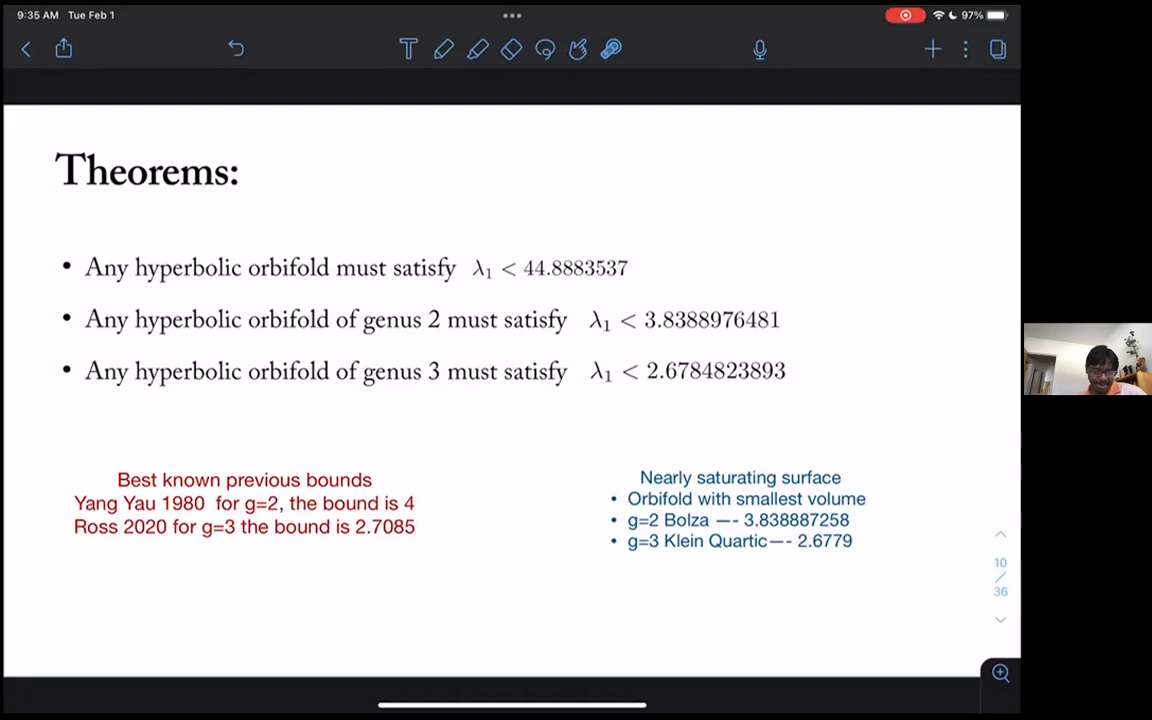 9:35 AM Tue Feb 1
97%
Theorems:
• Any hyperbolic orbifold must satisfy λ₁ < 44.8883537
• Any hyperbolic orbifold of genus 2 must satisfy λ₁ < 3.8388976481
• Any hyperbolic orbifold of genus 3 must satisfy λ₁ < 2.6784823893
Best known previous bounds
Yang Yau 1980 for g=2, the bound is 4
Ross 2020 for g=3 the bound is 2.7085
Nearly saturating surface
• Orbifold with smallest volume
• g=2 Bolza —-- 3.838887258
• g=3 Klein Quartic—-- 2.6779
10
/
36